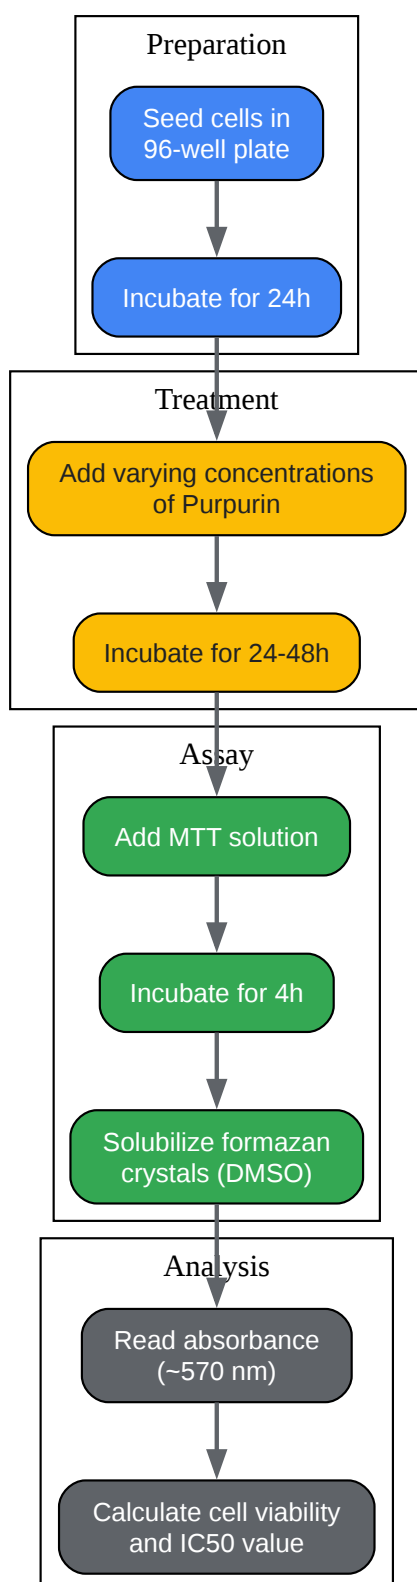 Preparation
Seed cells in
96-well plate
Incubate for 24h
Treatment
Add varying concentrations
of Purpurin
Incubate for 24-48h
Assay
Add MTT solution
Incubate for 4h
Solubilize formazan
crystals (DMSO)
Analysis
Read absorbance
(~570 nm)
Calculate cell viability
and IC50 value